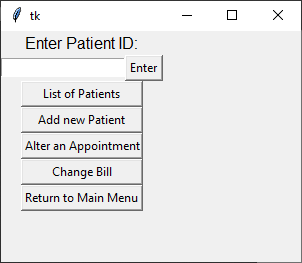 tk
Enter Patient ID:
Enter
List of Patients
Add new Patient
Alter an Appointment
Change Bill
Return to Main Menu